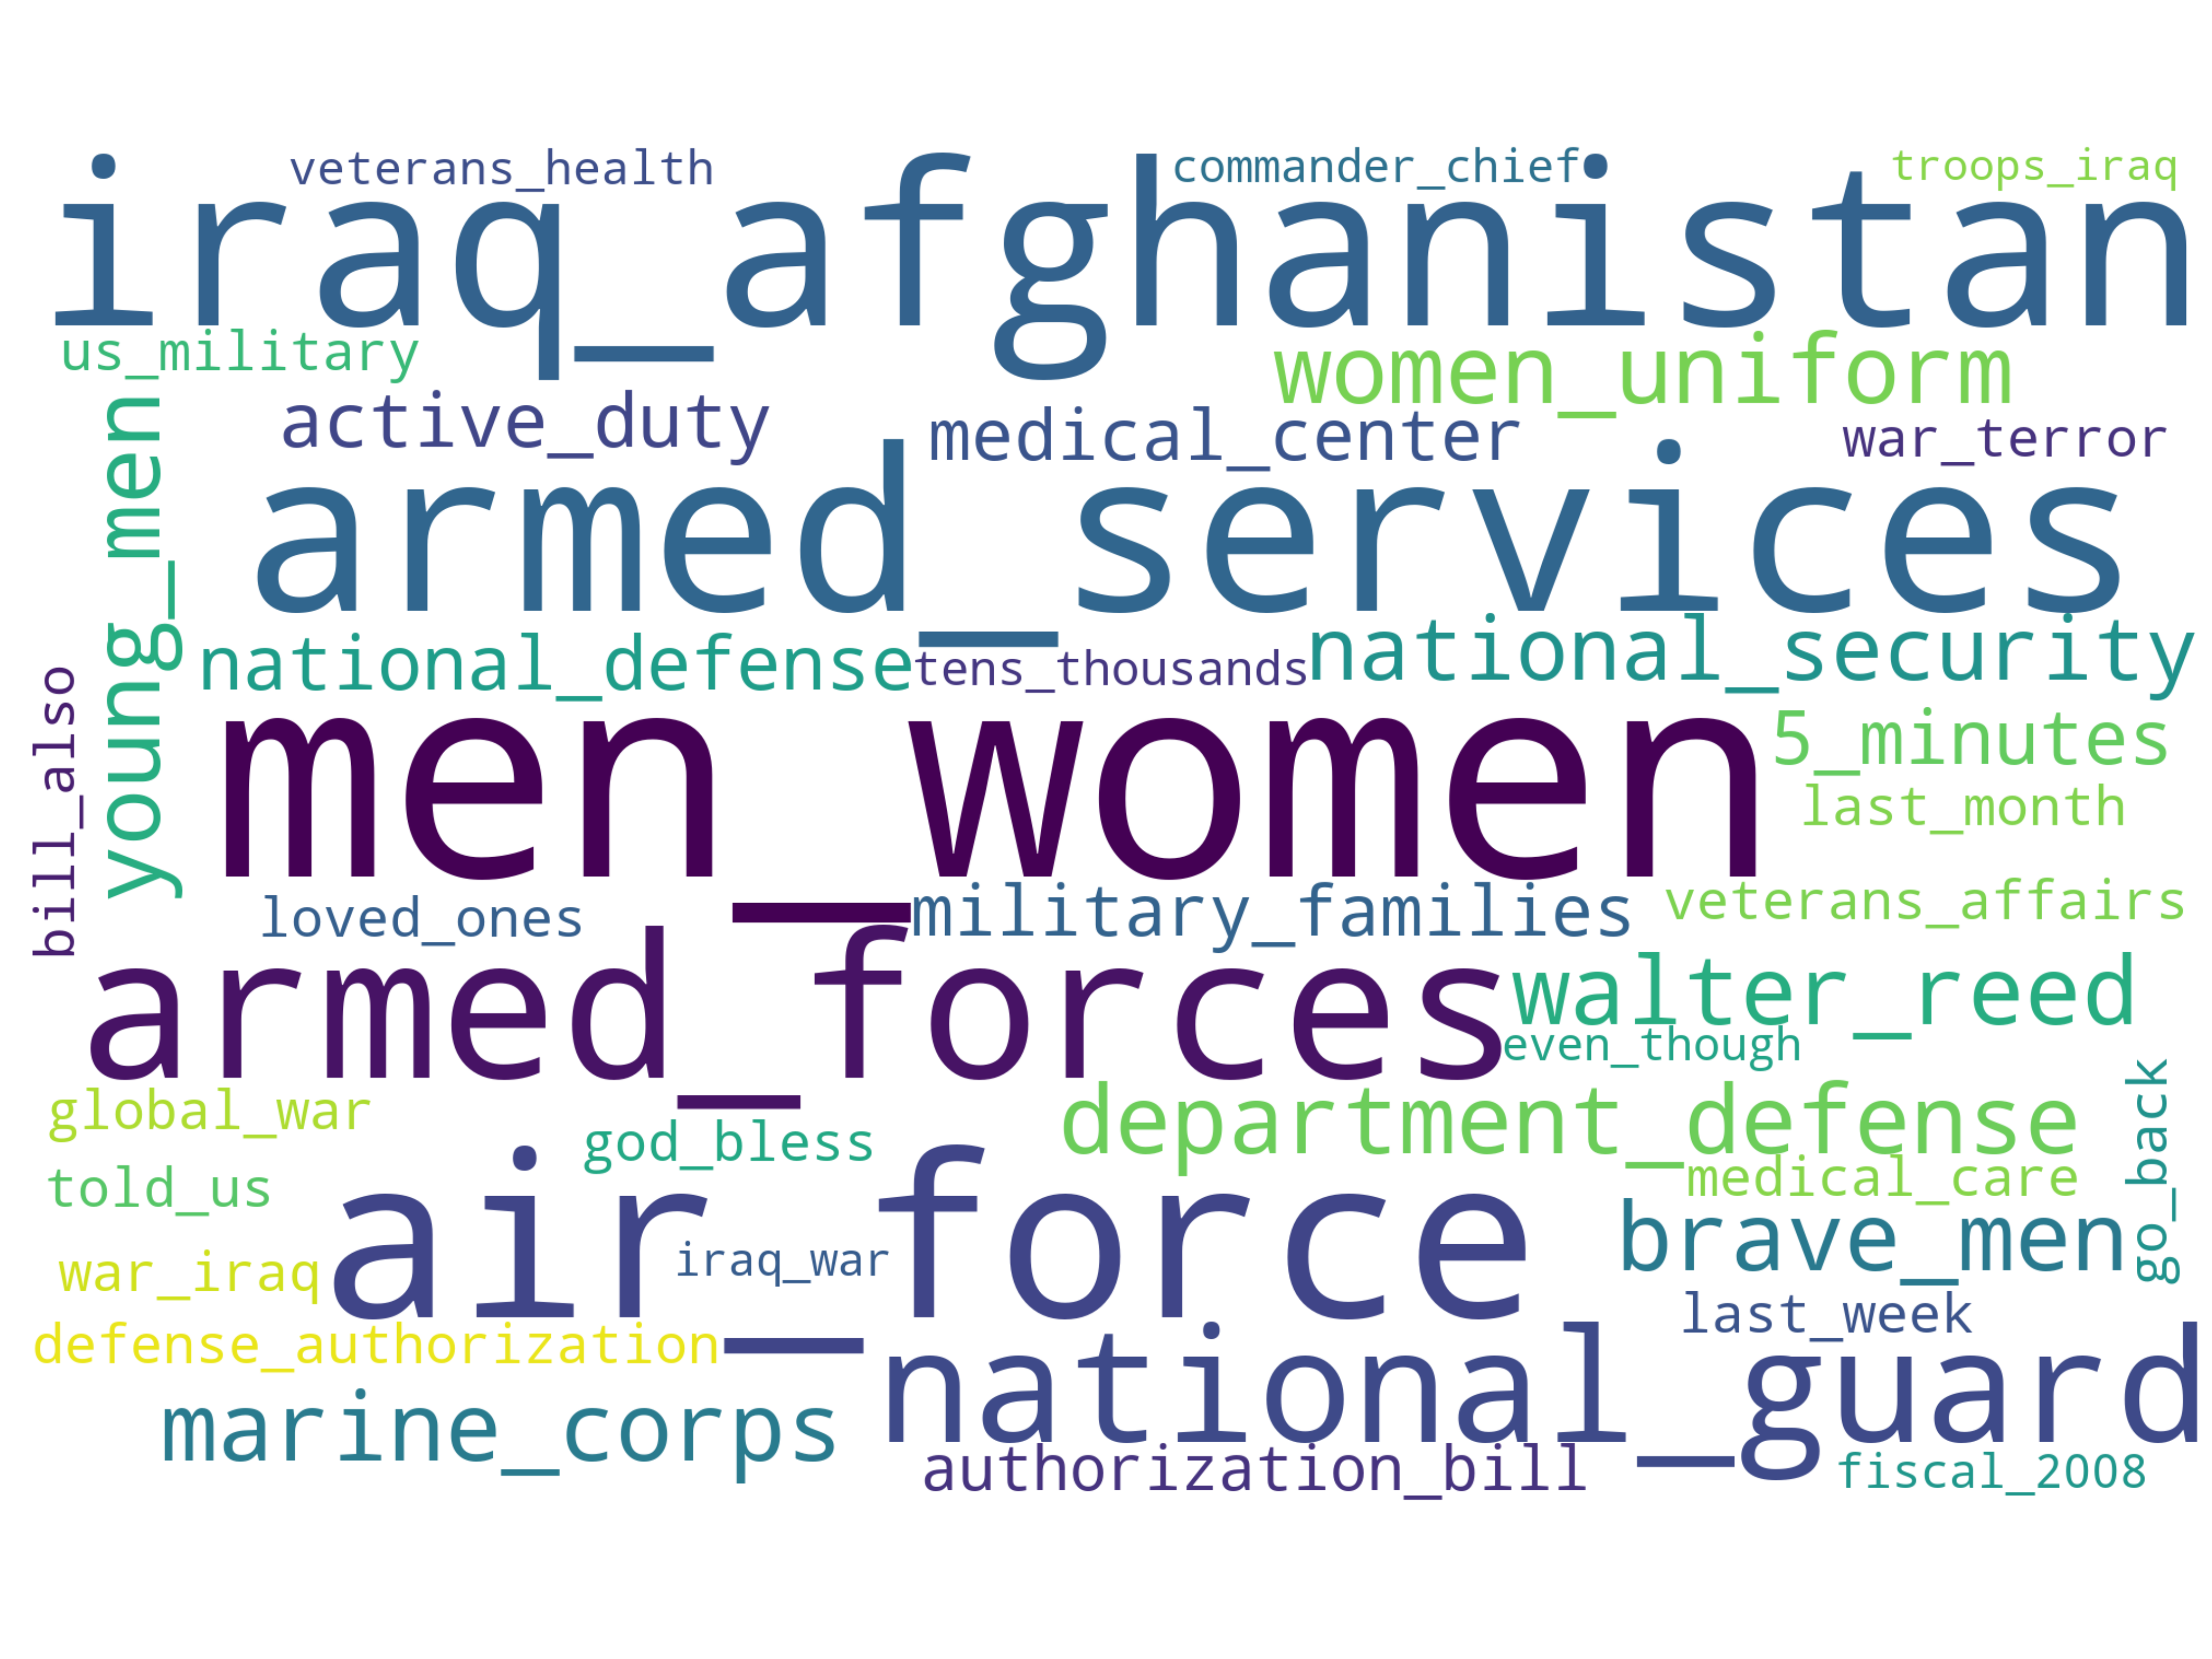 veterans_health
commander_chief
troops_iraq
iraq_afghanistan
us_military
women_uniform
active_duty
medical_center
war_terror
young_men
armed_services
national_defense
tens_thousands
national_security
bill_also
men_women
5_minutes
last_month
loved_ones
military_families
veterans_affairs
armed_forces
walter_reed
even_though
global_war
god_bless
department_defense
go_back
told_us
medical_care
air_force
brave_men
war_iraq
iraq_war
last_week
defense_authorization
national_guard
marine_corps
authorization_bill
fiscal_2008